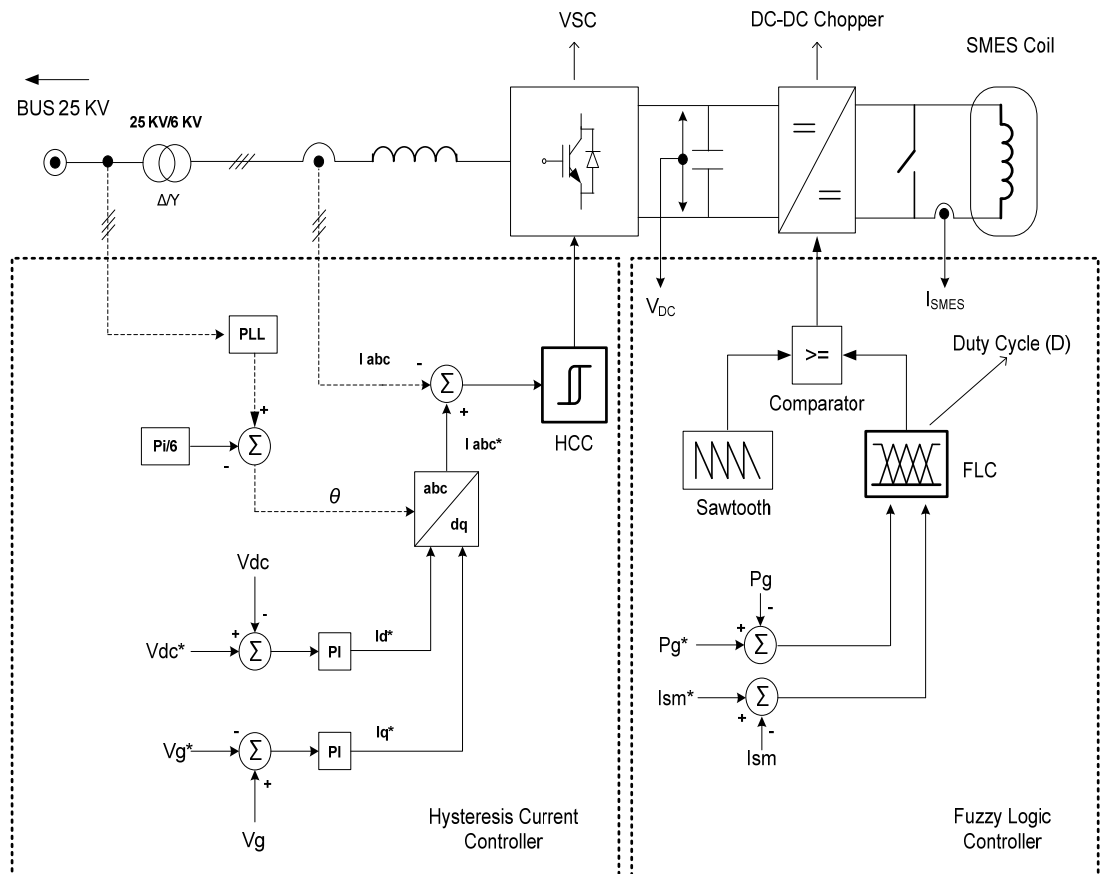 VSC
DC-DC Chopper
SMES Coil
BUS 25 KV
25 KV/6 KV
Δ/Y
=
=
V_DC
I_SMES
PLL
I abc
-
Σ
+
HCC
>=
Comparator
Duty Cycle (D)
+
Pi/6
-
Σ
I abc*
Sawtooth
FLC
θ
abc
dq
Vdc
-
+
Vdc*
Σ
PI
Id*
Pg
-
+
Pg*
Σ
Ism*
Σ
+
-
Ism
-
Vg*
Σ
PI
Iq*
+
Vg
Hysteresis Current
Controller
Fuzzy Logic
Controller